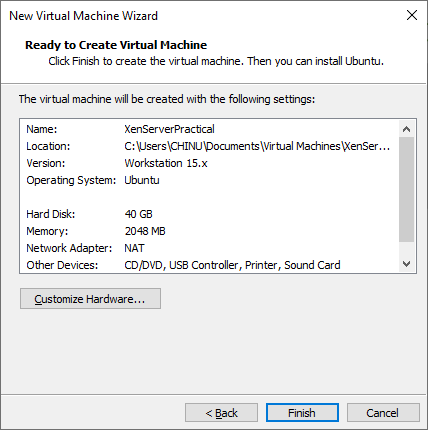 New Virtual Machine Wizard
Ready to Create Virtual Machine
Click Finish to create the virtual machine. Then you can install Ubuntu.
The virtual machine will be created with the following settings:
Name: XenServerPractical
Location: C:\Users\CHINU\Documents\Virtual Machines\XenSer...
Version: Workstation 15.x
Operating System: Ubuntu
Hard Disk: 40 GB
Memory: 2048 MB
Network Adapter: NAT
Other Devices: CD/DVD, USB Controller, Printer, Sound Card
Customize Hardware...
< Back Finish Cancel